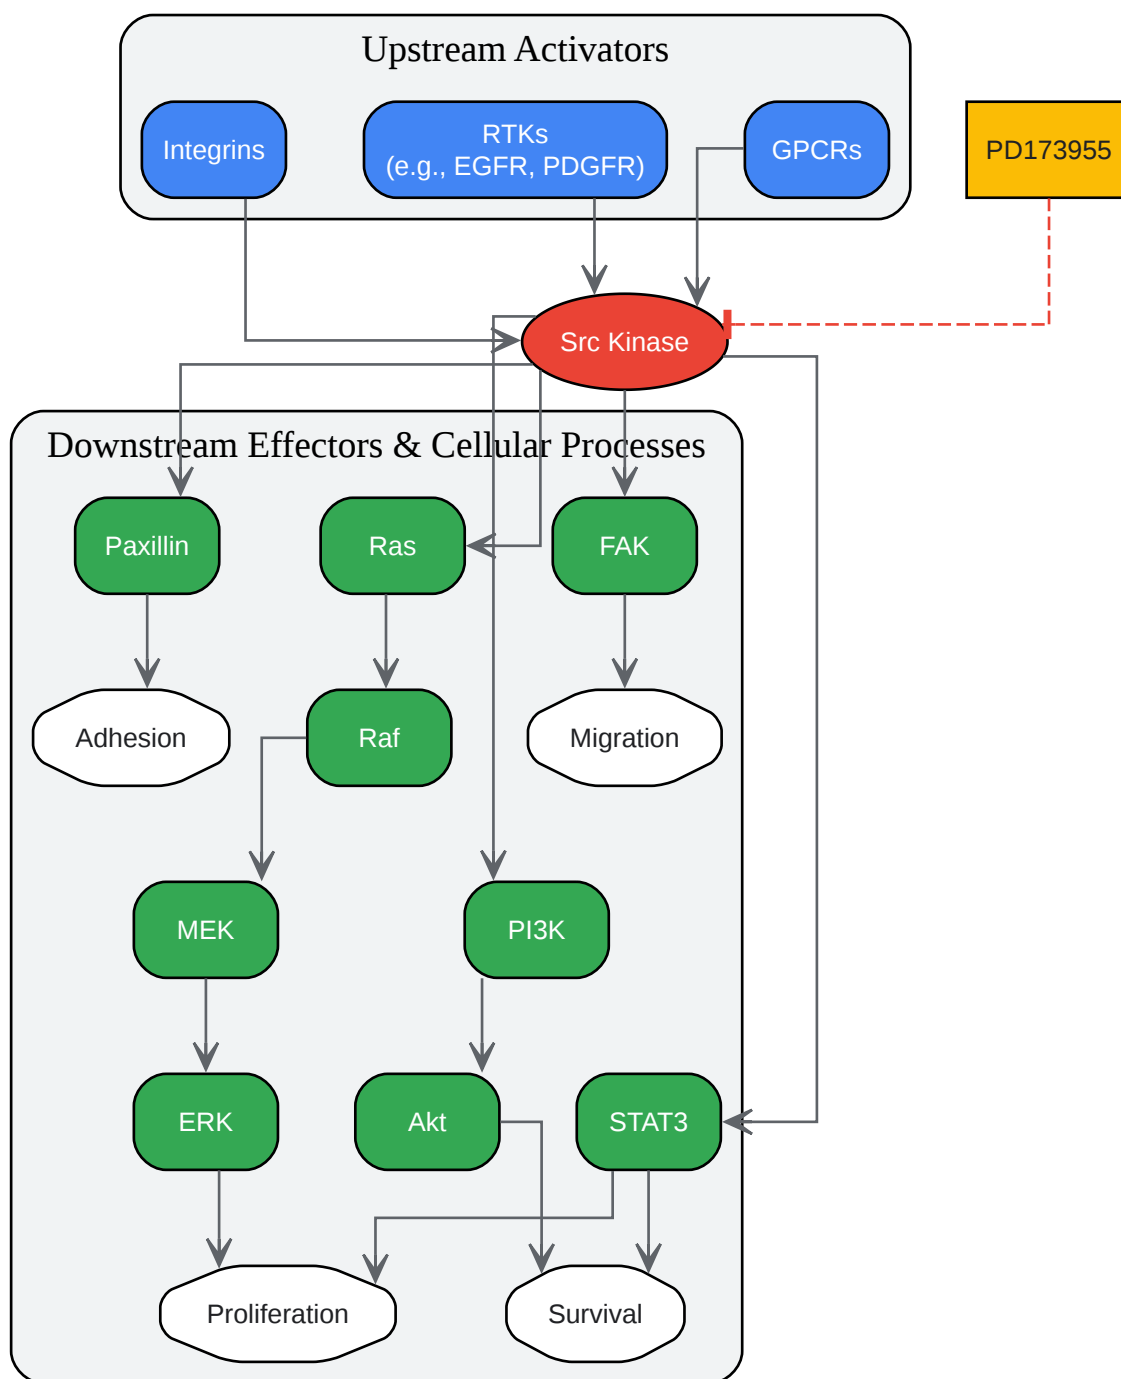 Upstream Activators
Integrins
RTKs
(e.g., EGFR, PDGFR)
GPCRs
PD173955
Src Kinase
Downstream Effectors & Cellular Processes
Paxillin
Ras
FAK
Adhesion
Raf
Migration
MEK
PI3K
ERK
Akt
STAT3
Proliferation
Survival